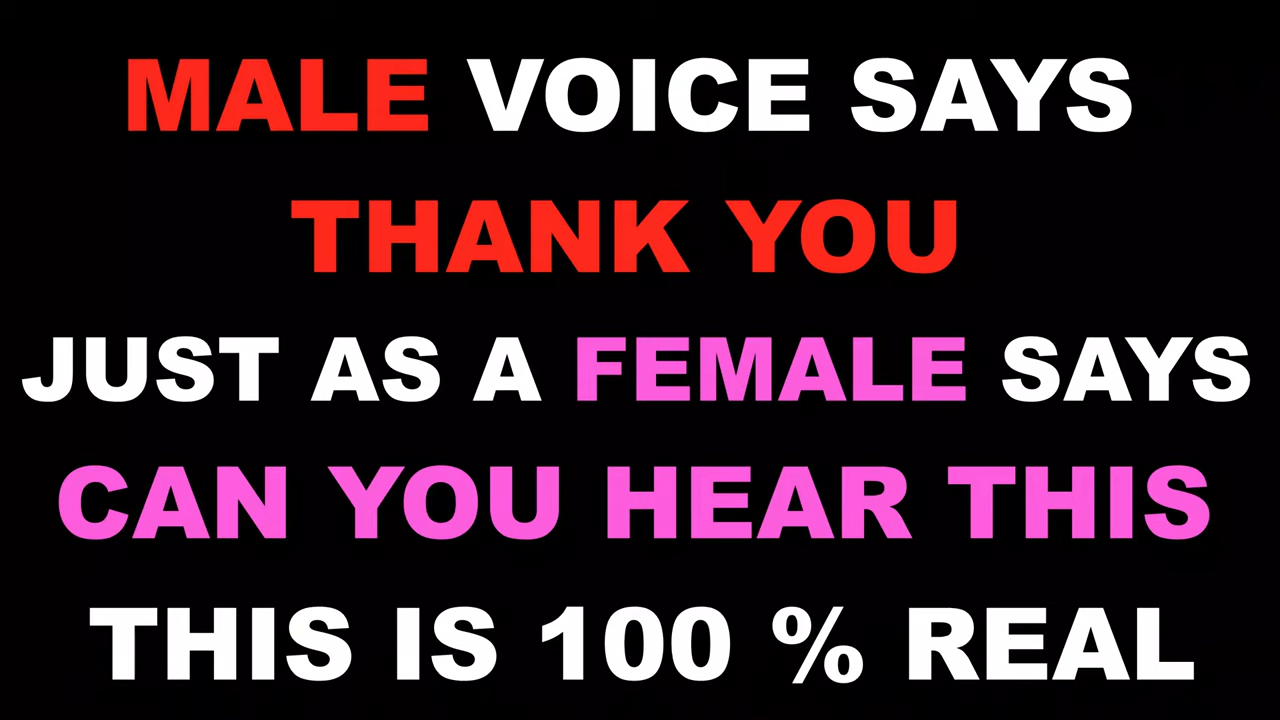 MALE VOICE SAYS
THANK YOU
JUST AS A FEMALE SAYS
CAN YOU HEAR THIS
THIS IS 100 % REAL